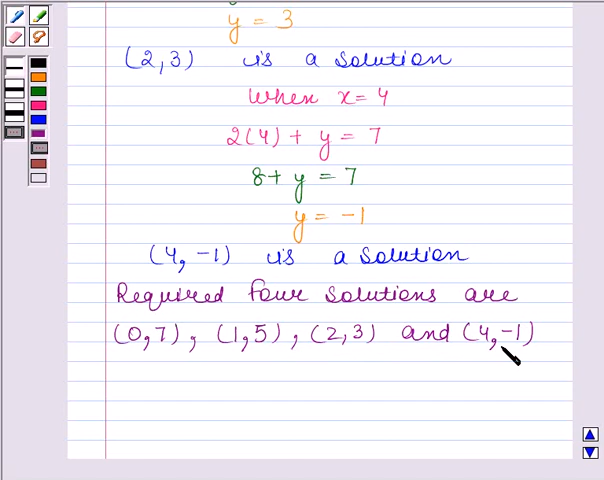 y = 3
(2,3) is a solution
When x=4
2(4) + y = 7
8+ y = 7
y = -1
(4, -1) is a solution
Required four solutions are
(0,7), (1,5), (2,3) and (4,-1)